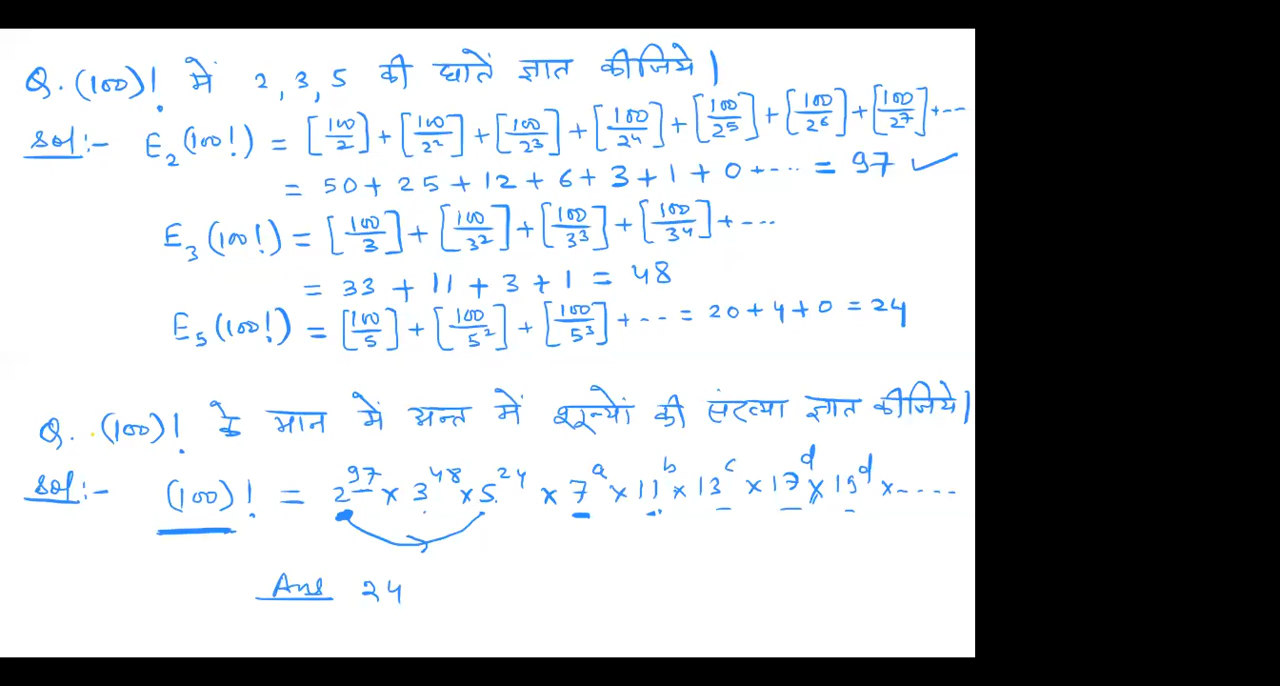 Q. (100)! में 2, 3, 5 की घातें ज्ञात कीजिये।
Sol:- E₂(100!) = [100/2] + [100/2²] + [100/2³] + [100/2⁴] + [100/2⁵] + [100/2⁶] + [100/2⁷] + ...
= 50 + 25 + 12 + 6 + 3 + 1 + 0 + ... = 97 ✓
E₃(100!) = [100/3] + [100/3²] + [100/3³] + [100/3⁴] + ...
= 33 + 11 + 3 + 1 = 48
E₅(100!) = [100/5] + [100/5²] + [100/5³] + ... = 20 + 4 + 0 = 24
Q. (100)! के मान में अन्त में शून्यों की संख्या ज्ञात कीजिये।
Sol:- (100)! = 2⁹⁷ × 3⁴⁸ × 5²⁴ × 7ᵃ × 11ᵇ × 13ᶜ × 17ᵈ × 19ᵈ × ....
Ans 24